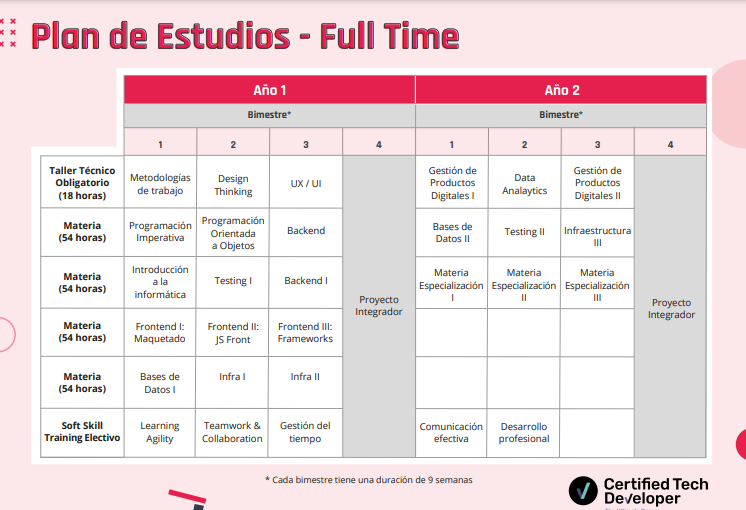 Plan de Estudios - Full Time
Año 1
Año 2
Bimestre*
Bimestre*
1
2
3
4
1
2
3
4
Taller Técnico
Obligatorio
(18 horas)
Metodologías
de trabajo
Design
Thinking
UX / UI
Gestión de
Productos
Digitales I
Data
Analaytics
Gestión de
Productos
Digitales II
Materia
(54 horas)
Programación
Imperativa
Programación
Orientada
a Objetos
Backend
Bases de
Datos II
Testing II
Infraestructura
III
Materia
(54 horas)
Introducción
a la
informática
Testing I
Backend I
Materia
Especialización
I
Materia
Especialización
II
Materia
Especialización
III
Proyecto
Integrador
Proyecto
Integrador
Materia
(54 horas)
Frontend I:
Maquetado
Frontend II:
JS Front
Frontend III:
Frameworks
Materia
(54 horas)
Bases de
Datos I
Infra I
Infra II
Soft Skill
Training Electivo
Learning
Agility
Teamwork &
Collaboration
Gestión del
tiempo
Comunicación
efectiva
Desarrollo
profesional
* Cada bimestre tiene una duración de 9 semanas
Certified Tech
Developer